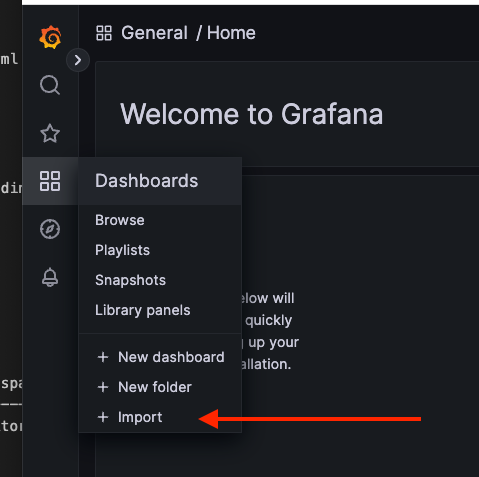 General / Home
ml
Welcome to Grafana
din
Dashboards
Browse
Playlists
Snapshots
Library panels
elow will
quickly
g up your
allation.
+ New dashboard
+ New folder
+ Import
spa
---
tor